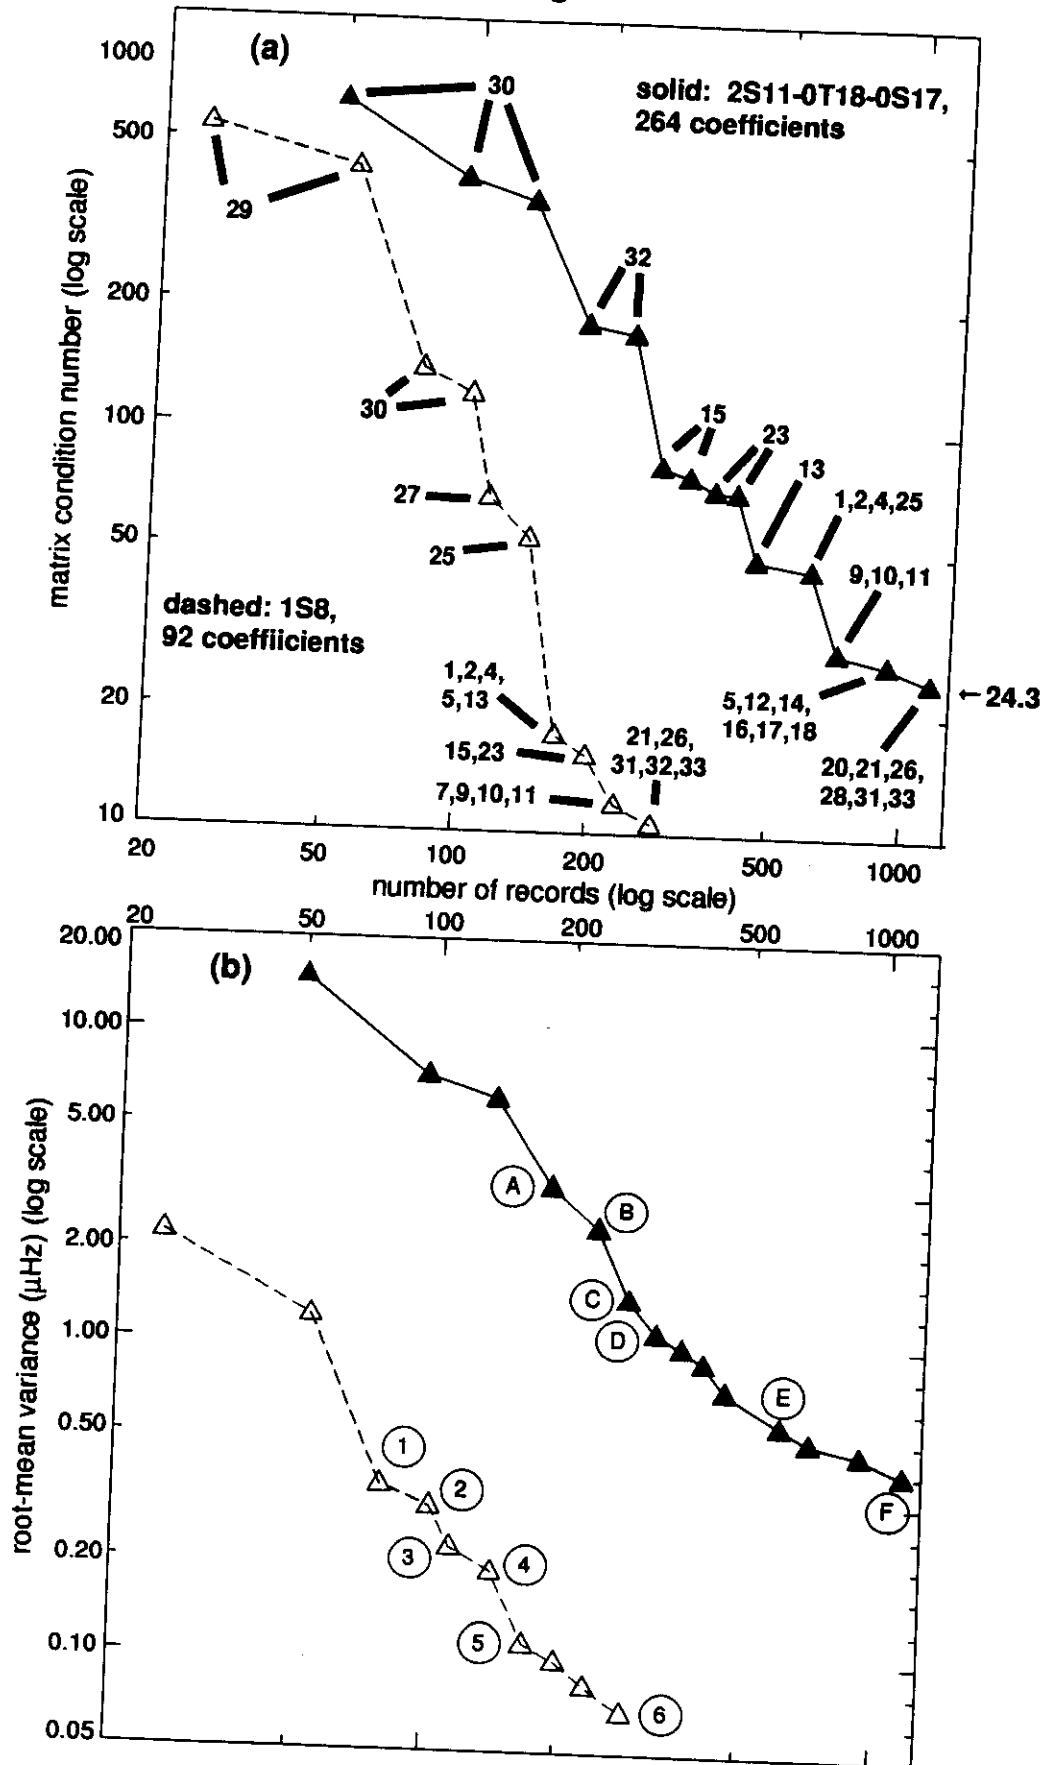 (a)
1000
500
200
100
50
20
10
matrix condition number (log scale)
30
solid: 2S11-0T18-0S17,
264 coefficients
29
32
30
15
23
13
27
1,2,4,25
25
9,10,11
dashed: 1S8,
92 coeffiicients
1,2,4,
5,13
5,12,14,
16,17,18
←24.3
15,23
21,26,
31,32,33
20,21,26,
28,31,33
7,9,10,11
20 50 100 200 500 1000
number of records (log scale)
20 50 100 200 500 1000
(b)
20.00
10.00
5.00
2.00
1.00
0.50
0.20
0.10
0.05
root-mean variance (μHz) (log scale)
A
B
C
D
E
F
1
2
3
4
5
6